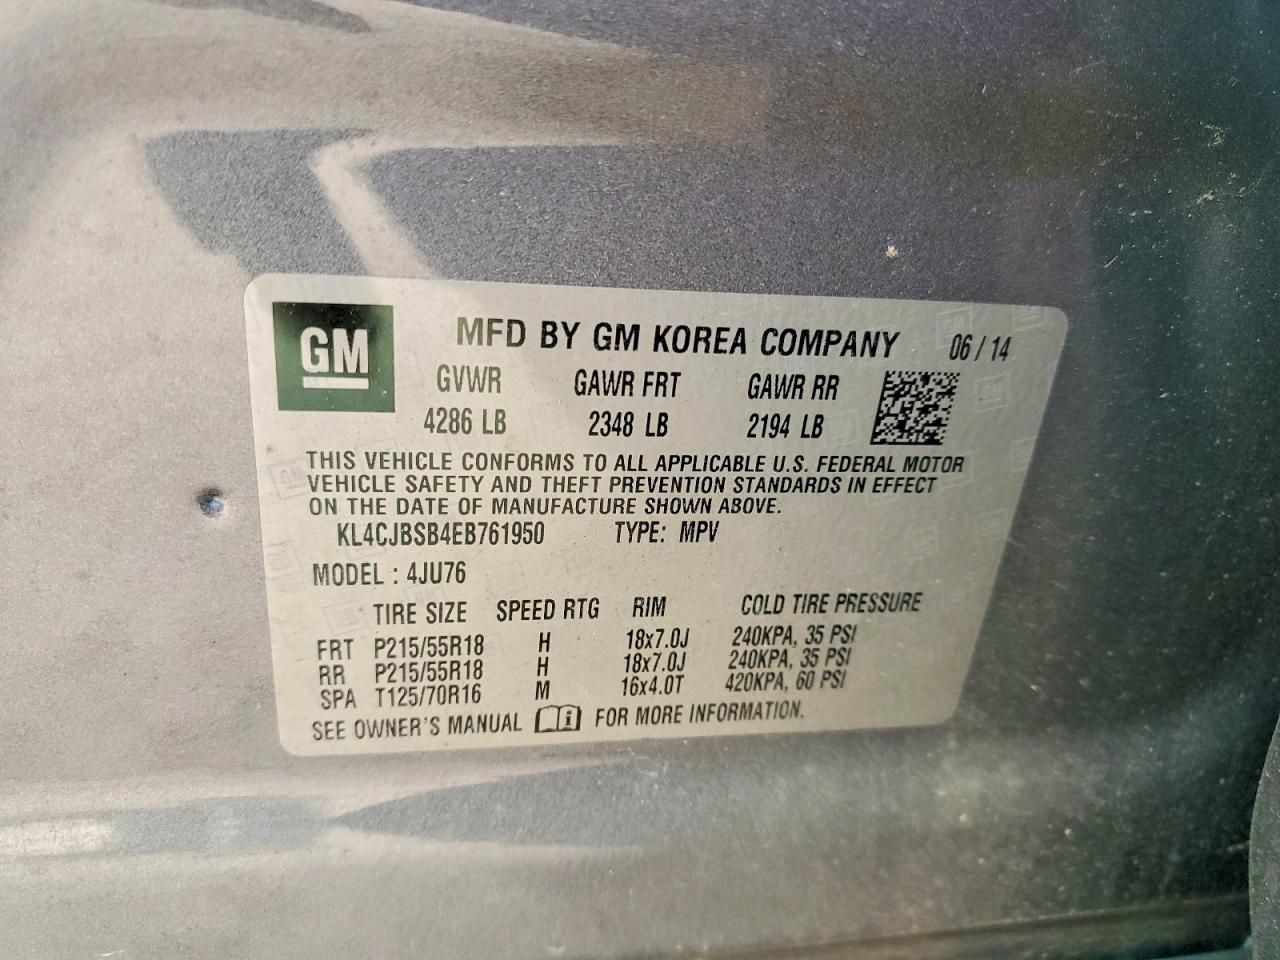 GM
MFD BY GM KOREA COMPANY 06 / 14
GVWR GAWR FRT GAWR RR
4286 LB 2348 LB 2194 LB
THIS VEHICLE CONFORMS TO ALL APPLICABLE U.S. FEDERAL MOTOR
VEHICLE SAFETY AND THEFT PREVENTION STANDARDS IN EFFECT
ON THE DATE OF MANUFACTURE SHOWN ABOVE.
KL4CJBSB4EB761950 TYPE: MPV
MODEL : 4JU76
TIRE SIZE SPEED RTG RIM COLD TIRE PRESSURE
FRT P215/55R18 H 18x7.0J 240KPA, 35 PSI
RR P215/55R18 H 18x7.0J 240KPA, 35 PSI
SPA T125/70R16 M 16x4.0T 420KPA, 60 PSI
SEE OWNER'S MANUAL FOR MORE INFORMATION.